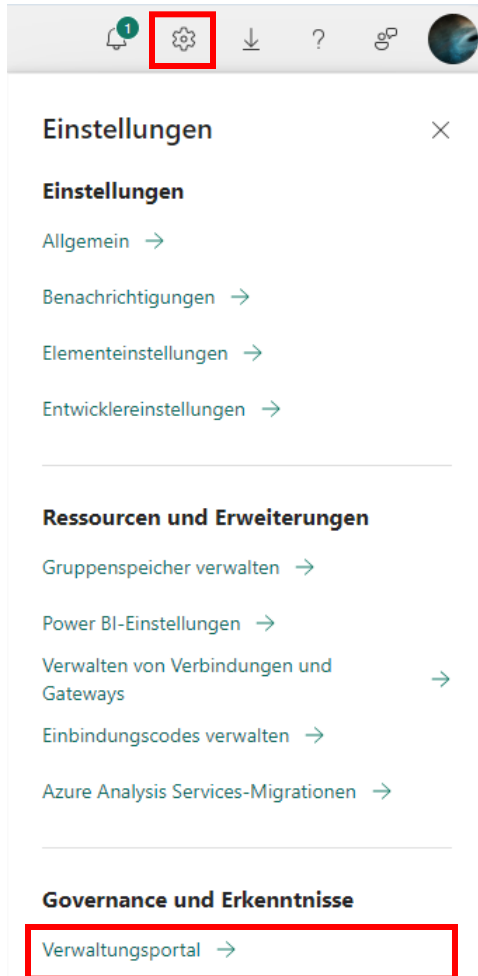 1
?
Einstellungen
Einstellungen
Allgemein
Benachrichtigungen
Elementeinstellungen
Entwicklereinstellungen
Ressourcen und Erweiterungen
Gruppenspeicher verwalten
Power BI-Einstellungen
Verwalten von Verbindungen und
Gateways
Einbindungscodes verwalten
Azure Analysis Services-Migrationen
Governance und Erkenntnisse
Verwaltungsportal